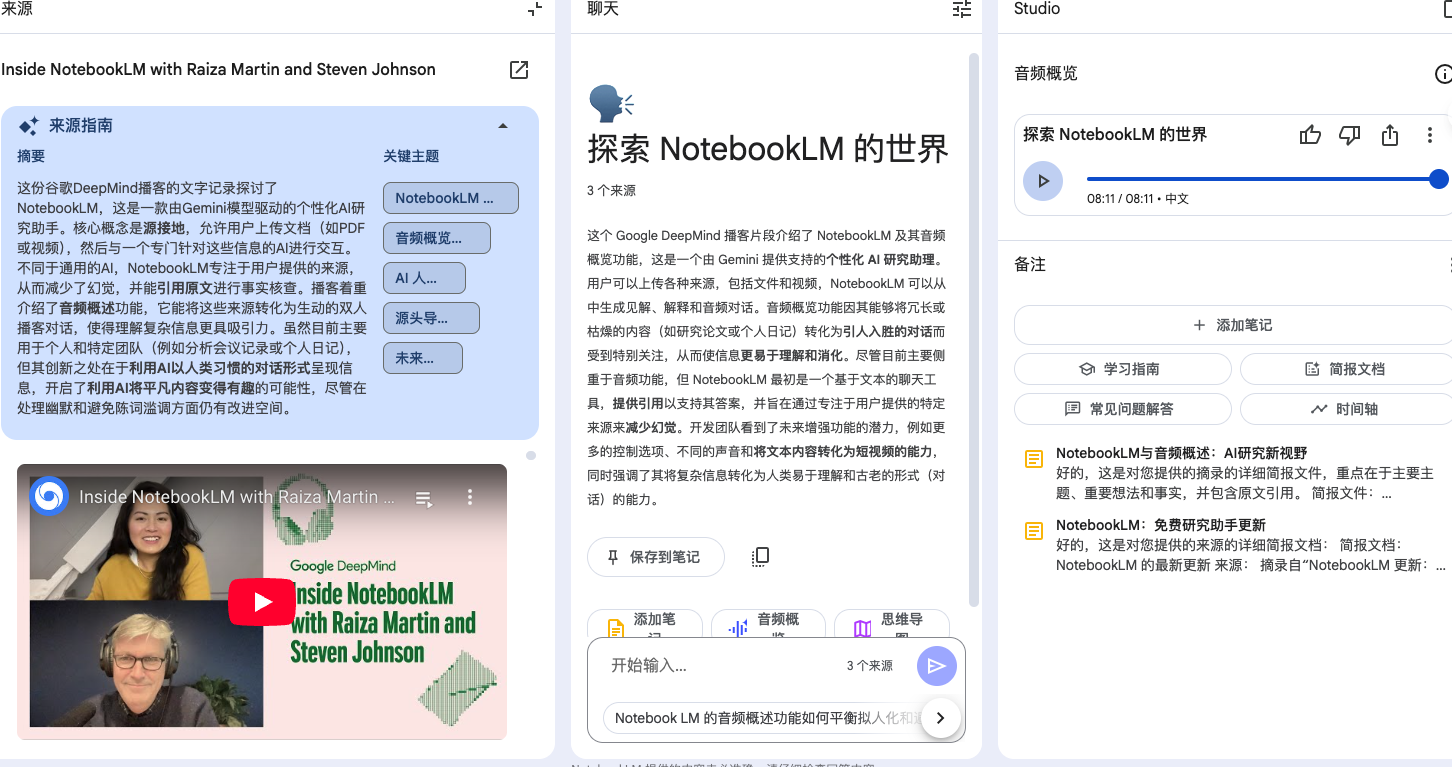 来源
Inside NotebookLM with Raiza Martin and Steven Johnson
来源指南
摘要
这份谷歌DeepMind播客的文字记录探讨了
NotebookLM，这是一款由Gemini模型驱动的个性化AI研
究助手。核心概念是源接地，允许用户上传文档（如PDF
或视频），然后与一个专门针对这些信息的AI进行交互。
不同于通用的AI，NotebookLM专注于用户提供的来源，
从而减少了幻觉，并能引用原文进行事实核查。播客着重
介绍了音频概述功能，它能将这些来源转化为生动的双人
播客对话，使得理解复杂信息更具吸引力。虽然目前主要
用于个人和特定团队（例如分析会议记录或个人日记），
但其创新之处在于利用AI以人类习惯的对话形式呈现信
息，开启了利用AI将平凡内容变得有趣的可能性，尽管在
处理幽默和避免陈词滥调方面仍有改进空间。
关键主题
NotebookLM ...
音频概览...
AI 人...
源头导...
未来...
Inside NotebookLM with Raiza Martin ...
Google DeepMind
Inside NotebookLM
with Raiza Martin and
Steven Johnson
聊天
探索 NotebookLM 的世界
3 个来源
这个 Google DeepMind 播客片段介绍了 NotebookLM 及其音频
概览功能，这是一个由 Gemini 提供支持的个性化 AI 研究助理。
用户可以上传各种来源，包括文件和视频，NotebookLM 可以从
中生成见解、解释和音频对话。音频概览功能因其能够将冗长或
枯燥的内容（如研究论文或个人日记）转化为引人入胜的对话而
受到特别关注，从而使信息更易于理解和消化。尽管目前主要侧
重于音频功能，但 NotebookLM 最初是一个基于文本的聊天工
具，提供引用以支持其答案，并旨在通过专注于用户提供的特定
来源来减少幻觉。开发团队看到了未来增强功能的潜力，例如更
多的控制选项、不同的声音和将文本内容转化为短视频的能力，
同时强调了其将复杂信息转化为人类易于理解和古老的形式（对
话）的能力。
保存到笔记
添加笔记
音频概览
思维导图
开始输入...
3 个来源
Notebook LM 的音频概述功能如何平衡拟人化和
Studio
音频概览
探索 NotebookLM 的世界
08:11 / 08:11 • 中文
备注
添加笔记
学习指南
简报文档
常见问题解答
时间轴
NotebookLM与音频概述：AI研究新视野
好的，这是对您提供的摘录的详细简报文件，重点在于主要主
题、重要想法和事实，并包含原文引用。 简报文件： ...
NotebookLM：免费研究助手更新
好的，这是对您提供的来源的详细简报文档： 简报文档：
NotebookLM 的最新更新 来源： 摘录自“NotebookLM 更新： ...